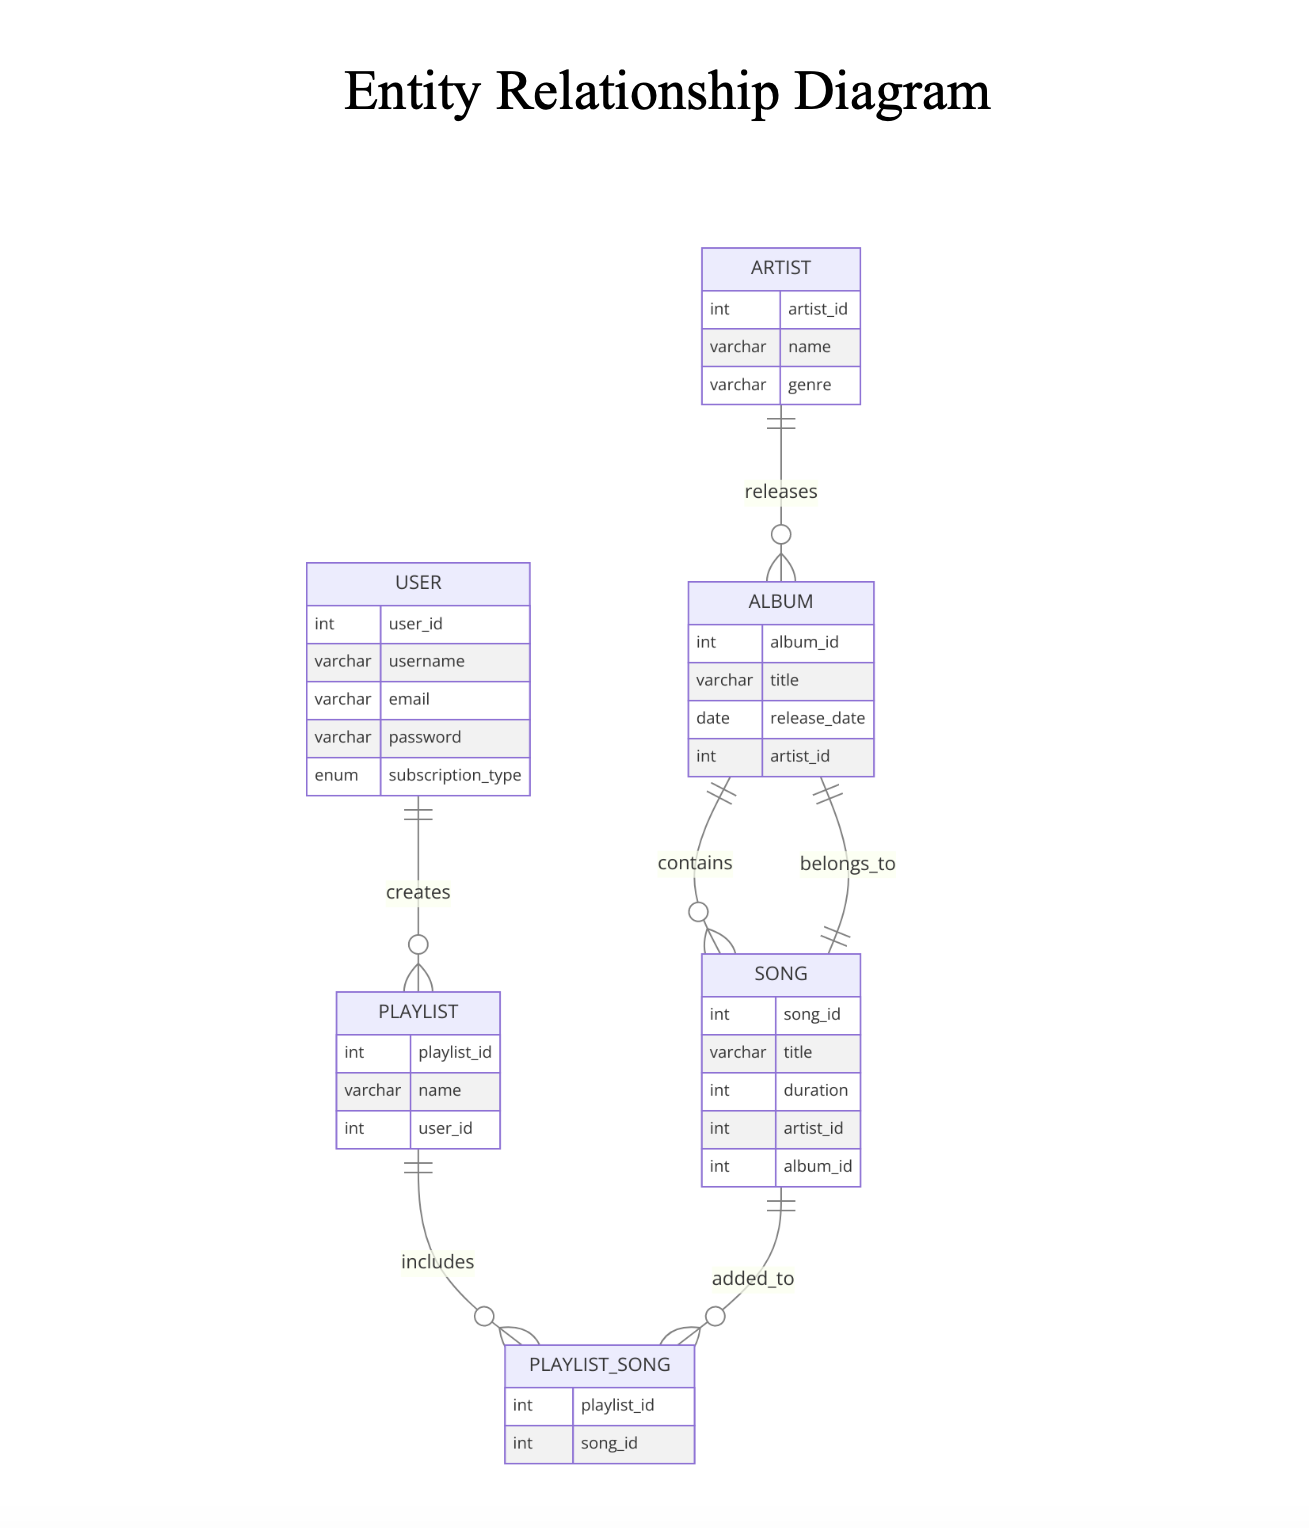 Entity Relationship Diagram
ARTIST
int artist_id
varchar name
varchar genre
releases
USER
int user_id
varchar username
varchar email
varchar password
enum subscription_type
ALBUM
int album_id
varchar title
date release_date
int artist_id
contains
belongs_to
creates
SONG
int song_id
varchar title
int duration
int artist_id
int album_id
PLAYLIST
int playlist_id
varchar name
int user_id
includes
added_to
PLAYLIST_SONG
int playlist_id
int song_id